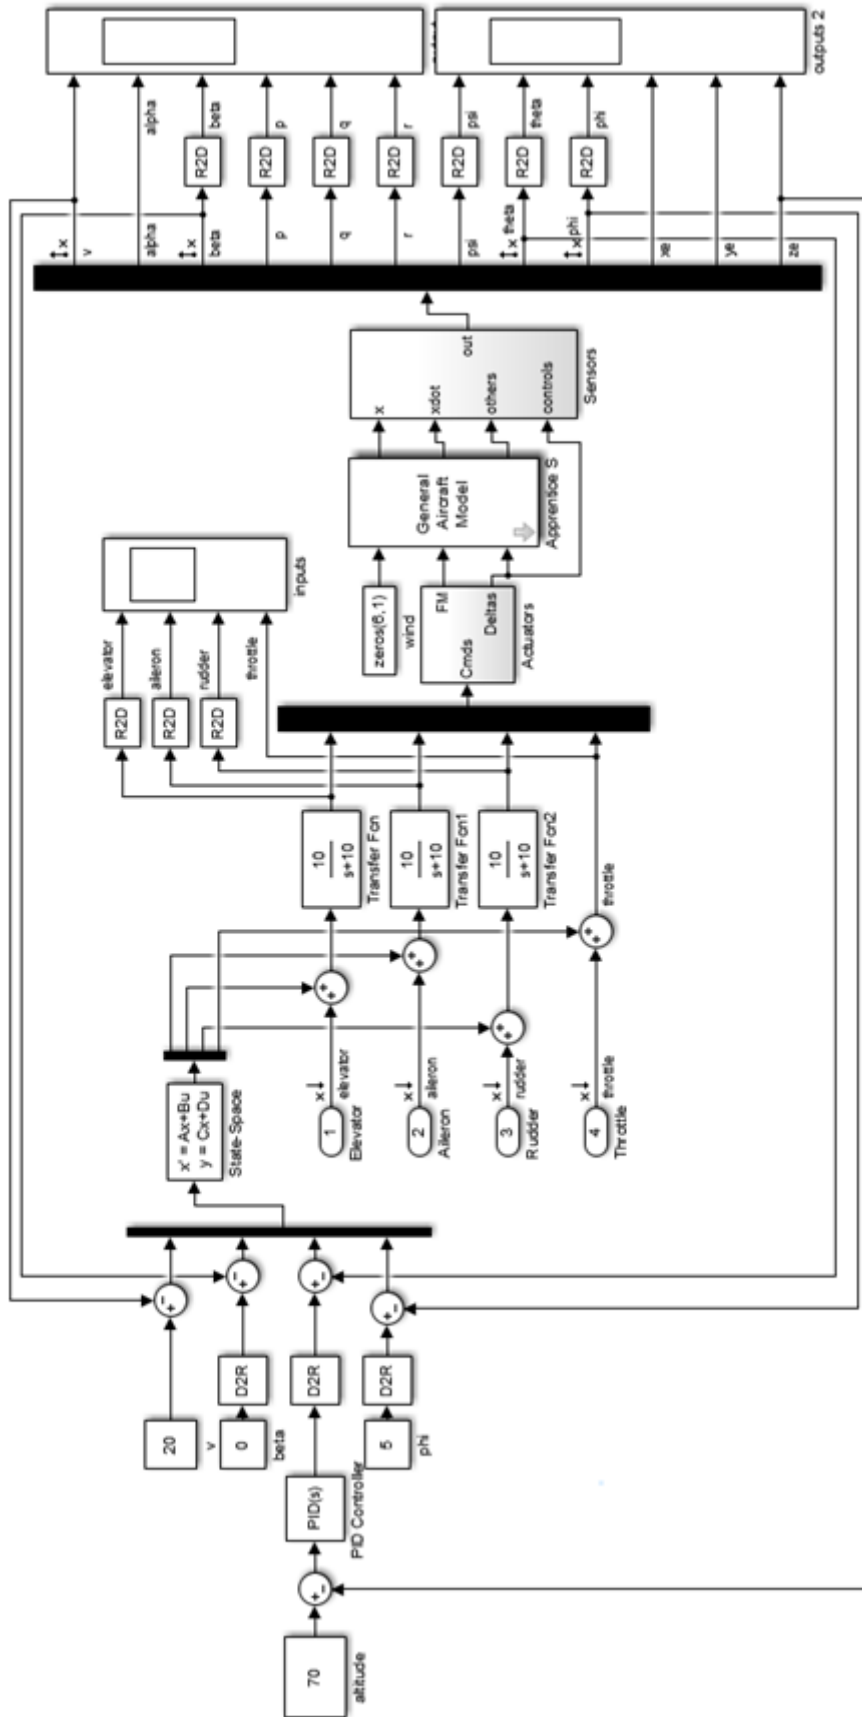 70
altitude
PID(s)
PID Controller
20
v
0
beta
5
phi
D2R
D2R
D2R
+
−
+
−
+
−
+
−
+
−
x' = Ax+Bu
y = Cx+Du
State-Space
1
Elevator
elevator
2
Aileron
aileron
3
Rudder
rudder
4
Throttle
throttle
x
x
x
x
+
+
+
+
+
+
+
+
10
s+10
Transfer Fcn
10
s+10
Transfer Fcn1
10
s+10
Transfer Fcn2
throttle
R2D
elevator
R2D
aileron
R2D
rudder
throttle
inputs
zeros(6,1)
wind
Cmds
FM
Deltas
Actuators
General
Aircraft
Model
Apprentice S
x
xdot
others
controls
out
Sensors
x
v
alpha
alpha
x
beta
R2D
beta
p
R2D
p
q
R2D
q
r
R2D
r
psi
R2D
psi
x
theta
R2D
theta
x
phi
R2D
phi
xe
ye
ze
outputs 2